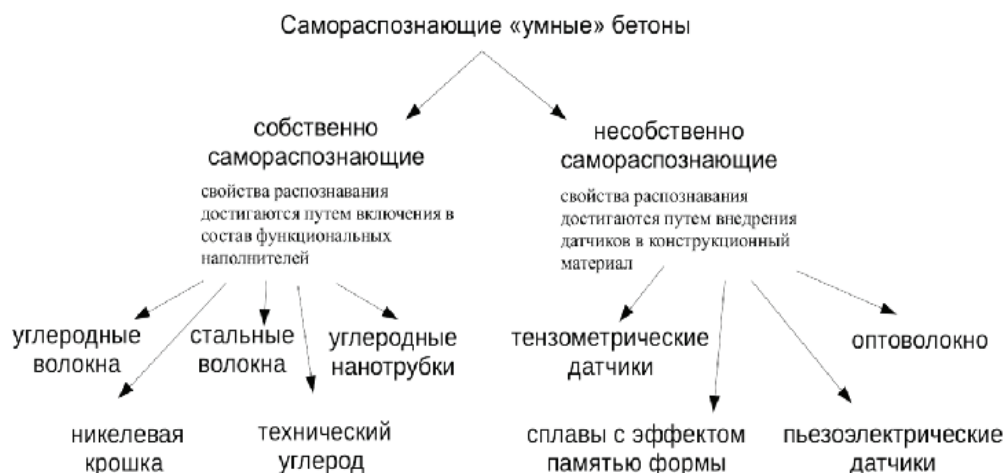 Самораспознающие «умные» бетоны
собственно
самораспознающие
свойства распознавания
достигаются путем включения в
состав функциональных
наполнителей
несобственно
самораспознающие
свойства распознавания
достигаются путем внедрения
датчиков в конструкционный
материал
углеродные
волокна
стальные
волокна
углеродные
нанотрубки
тензометрические
датчики
оптоволокно
никелевая
крошка
технический
углерод
сплавы с эффектом
памятью формы
пьезоэлектрические
датчики